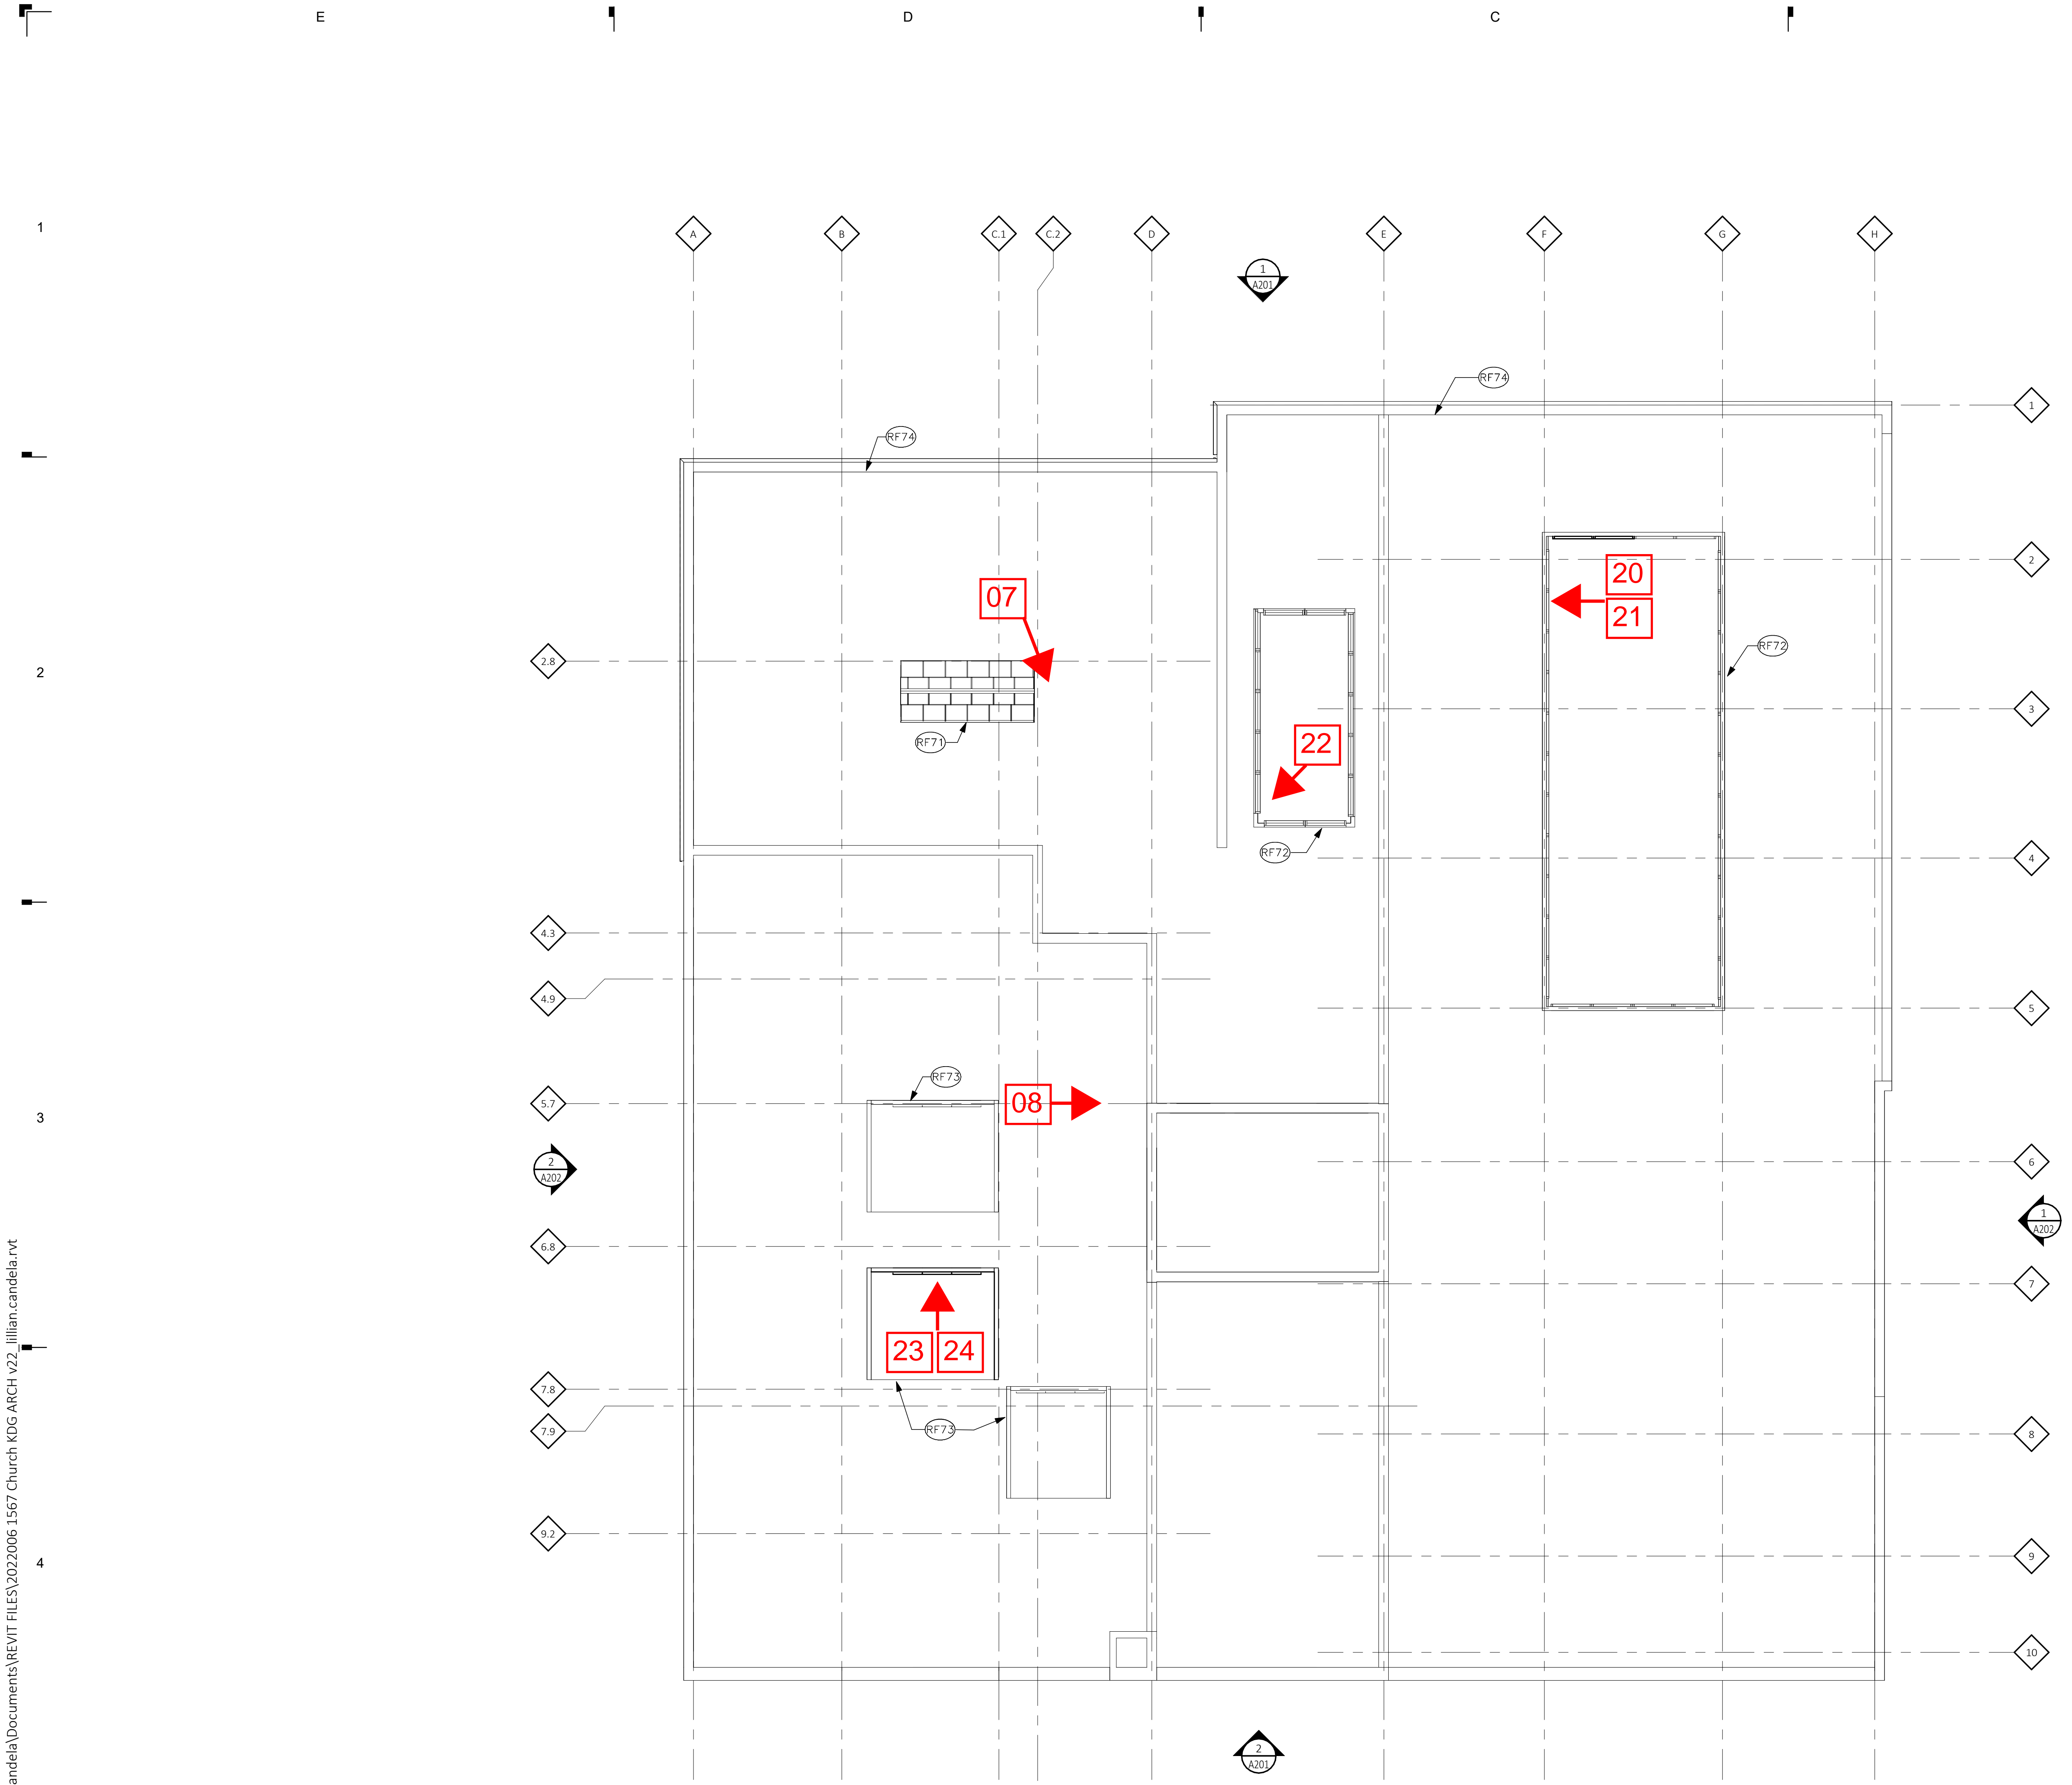 E
D
C
1
A
B
C.1
C.2
D
E
F
G
H
1
A201
RF74
1
RF74
2
07
20
21
RF72
2
2.8
3
RF71
22
RF72
4
4.3
4.9
5
RF73
5.7
08
3
2
A202
6
1
A202
6.8
7
23
24
7.8
7.9
RF73
8
9.2
9
4
10
2
A201
andela\Documents\REVIT FILES\2022006 1567 Church KDG ARCH v22_lillian.candela.rvt